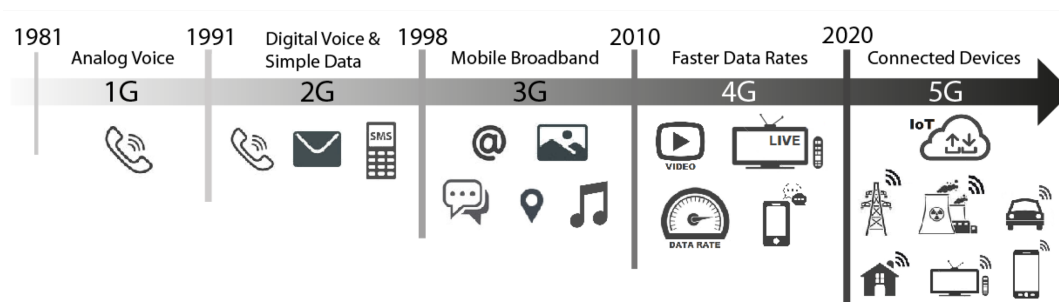 1981
Analog Voice
1G
1991
Digital Voice &
Simple Data
2G
SMS
1998
Mobile Broadband
3G
@
2010
Faster Data Rates
4G
VIDEO
LIVE
DATA RATE
2020
Connected Devices
5G
IoT